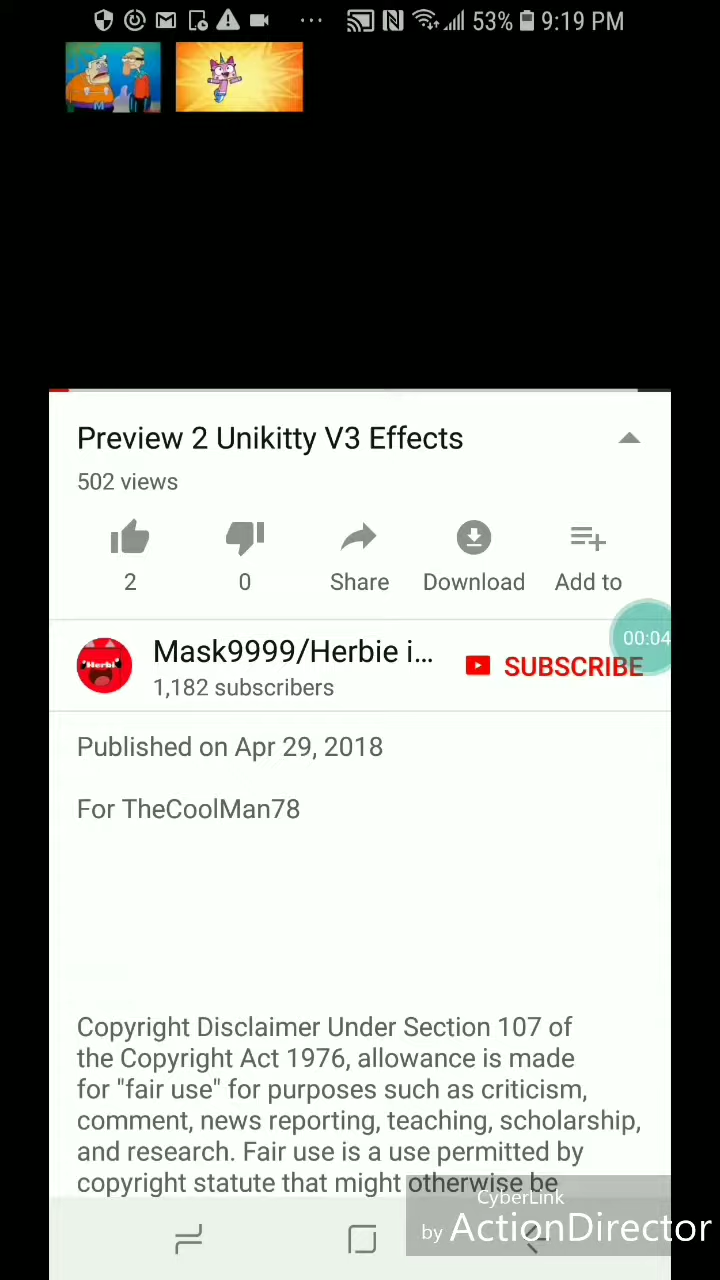 53% 9:19 PM
Preview 2 Unikitty V3 Effects
502 views
2 0 Share Download Add to
00:04
Herbie
Mask9999/Herbie i... SUBSCRIBE
1,182 subscribers
Published on Apr 29, 2018
For TheCoolMan78
Copyright Disclaimer Under Section 107 of
the Copyright Act 1976, allowance is made
for "fair use" for purposes such as criticism,
comment, news reporting, teaching, scholarship,
and research. Fair use is a use permitted by
copyright statute that might otherwise be
CyberLink
by ActionDirector